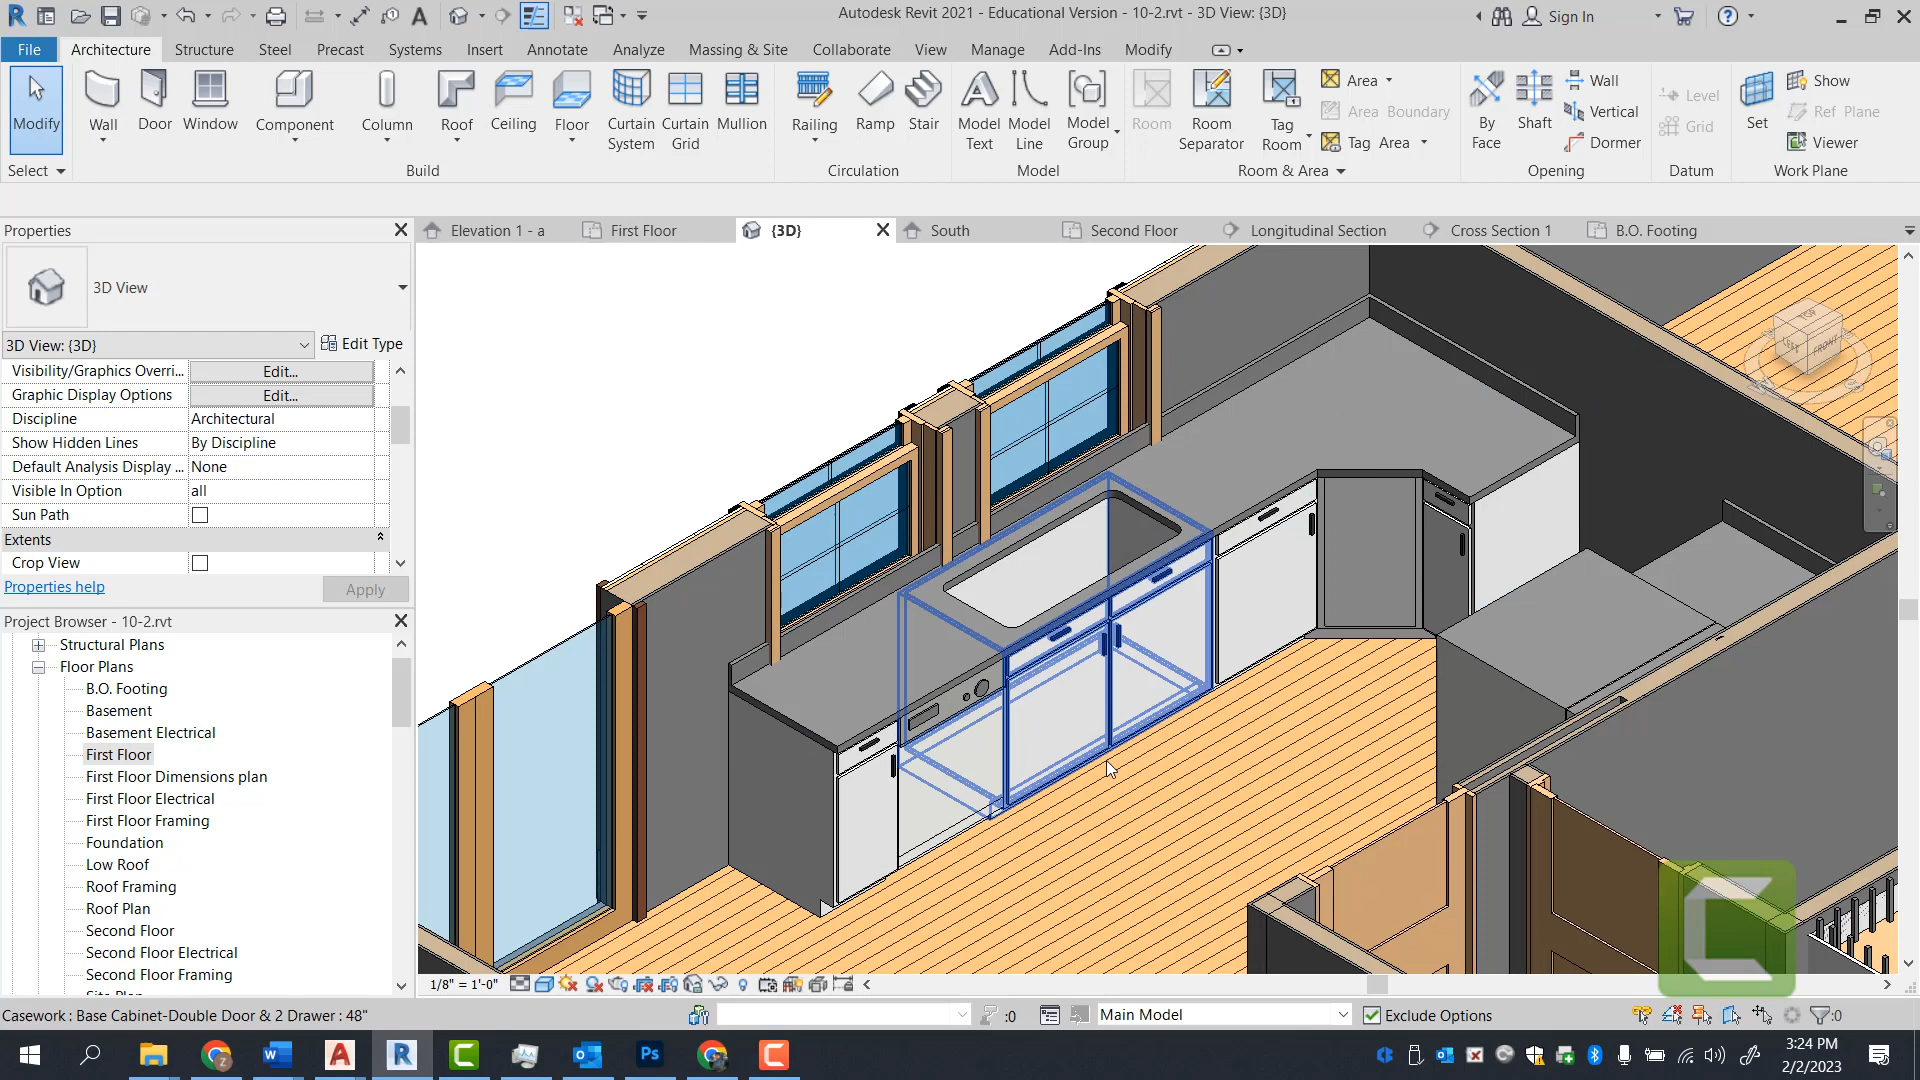 Autodesk Revit 2021 - Educational Version - 10-2.rvt - 3D View: {3D}
Sign In
File
Architecture
Structure
Steel
Precast
Systems
Insert
Annotate
Analyze
Massing & Site
Collaborate
View
Manage
Add-Ins
Modify
Modify
Wall
Door
Window
Component
Column
Roof
Ceiling
Floor
Curtain System
Curtain Grid
Mullion
Railing
Ramp
Stair
Model Text
Model Line
Model Group
Room
Room Separator
Tag Room
Area
Area Boundary
Tag Area
By Face
Shaft
Wall
Vertical
Dormer
Level
Grid
Set
Show
Ref Plane
Viewer
Select
Build
Circulation
Model
Room & Area
Opening
Datum
Work Plane
Properties
Elevation 1 - a
First Floor
{3D}
South
Second Floor
Longitudinal Section
Cross Section 1
B.O. Footing
3D View
3D View: {3D}
Edit Type
Visibility/Graphics Overri... Edit...
Graphic Display Options Edit...
Discipline Architectural
Show Hidden Lines By Discipline
Default Analysis Display ... None
Visible In Option all
Sun Path
Extents
Crop View
Properties help
Apply
Project Browser - 10-2.rvt
Structural Plans
Floor Plans
B.O. Footing
Basement
Basement Electrical
First Floor
First Floor Dimensions plan
First Floor Electrical
First Floor Framing
Foundation
Low Roof
Roof Framing
Roof Plan
Second Floor
Second Floor Electrical
Second Floor Framing
TOP
LEFT
FRONT
1/8" = 1'-0"
Casework : Base Cabinet-Double Door & 2 Drawer : 48"
:0
Main Model
Exclude Options
:0
3:24 PM
2/2/2023